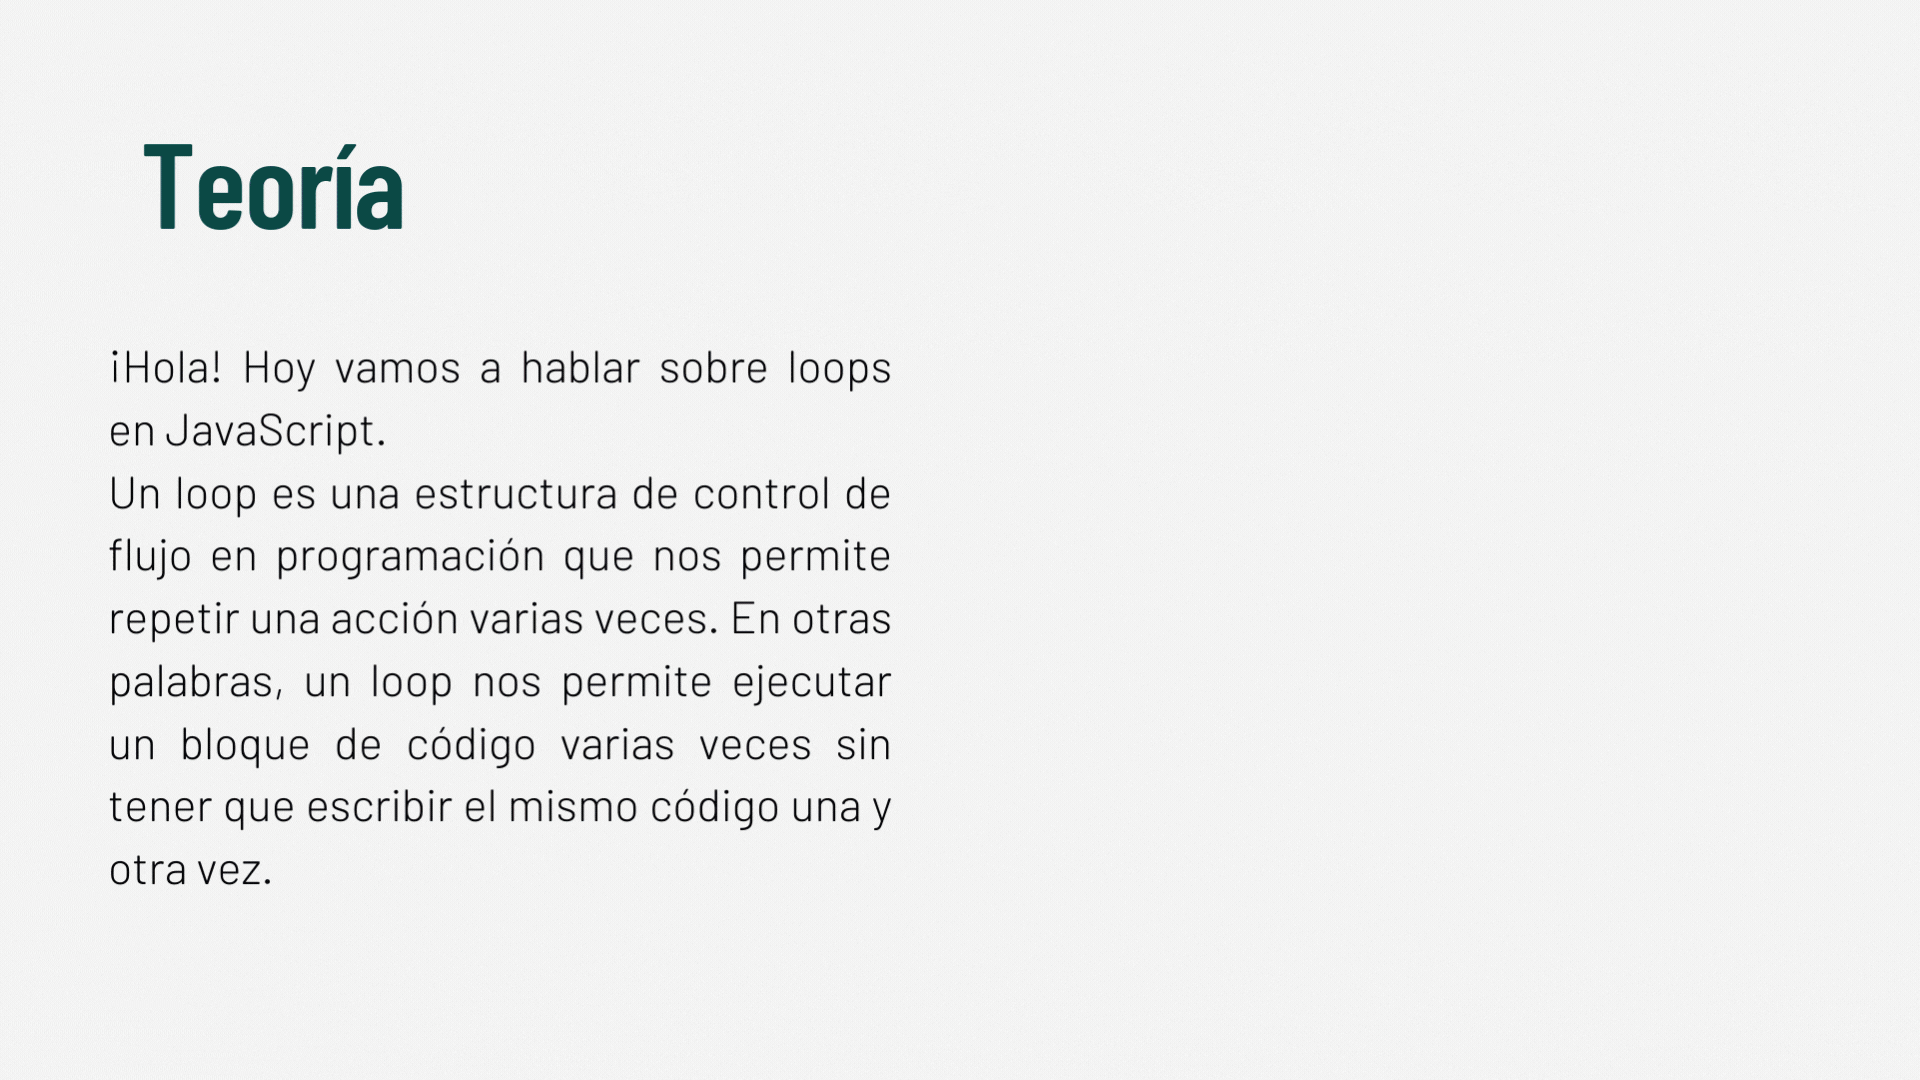 Teoría
¡Hola! Hoy vamos a hablar sobre loops
en JavaScript.
Un loop es una estructura de control de
flujo en programación que nos permite
repetir una acción varias veces. En otras
palabras, un loop nos permite ejecutar
un bloque de código varias veces sin
tener que escribir el mismo código una y
otra vez.